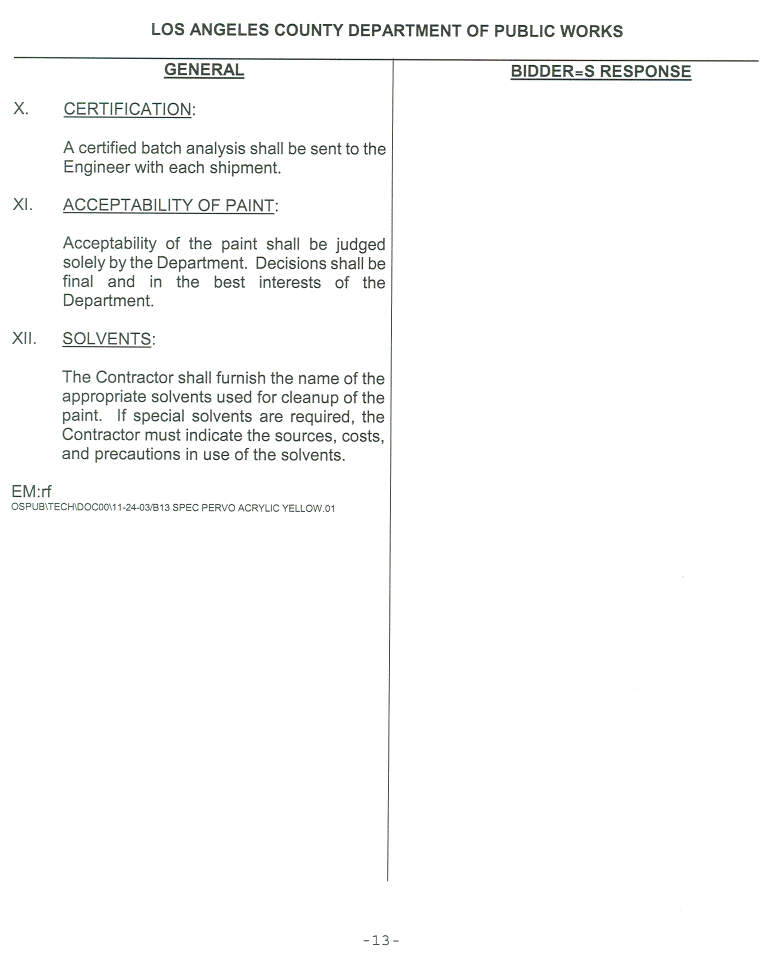 LOS ANGELES COUNTY DEPARTMENT OF PUBLIC WORKS
GENERAL
BIDDER=S RESPONSE
X. CERTIFICATION:
A certified batch analysis shall be sent to the
Engineer with each shipment.
XI. ACCEPTABILITY OF PAINT:
Acceptability of the paint shall be judged
solely by the Department. Decisions shall be
final and in the best interests of the
Department.
XII. SOLVENTS:
The Contractor shall furnish the name of the
appropriate solvents used for cleanup of the
paint. If special solvents are required, the
Contractor must indicate the sources, costs,
and precautions in use of the solvents.
EM:rf
OSPUB\TECH\DOC00\11-24-03/B13 SPEC PERVO ACRYLIC YELLOW.01
-13-